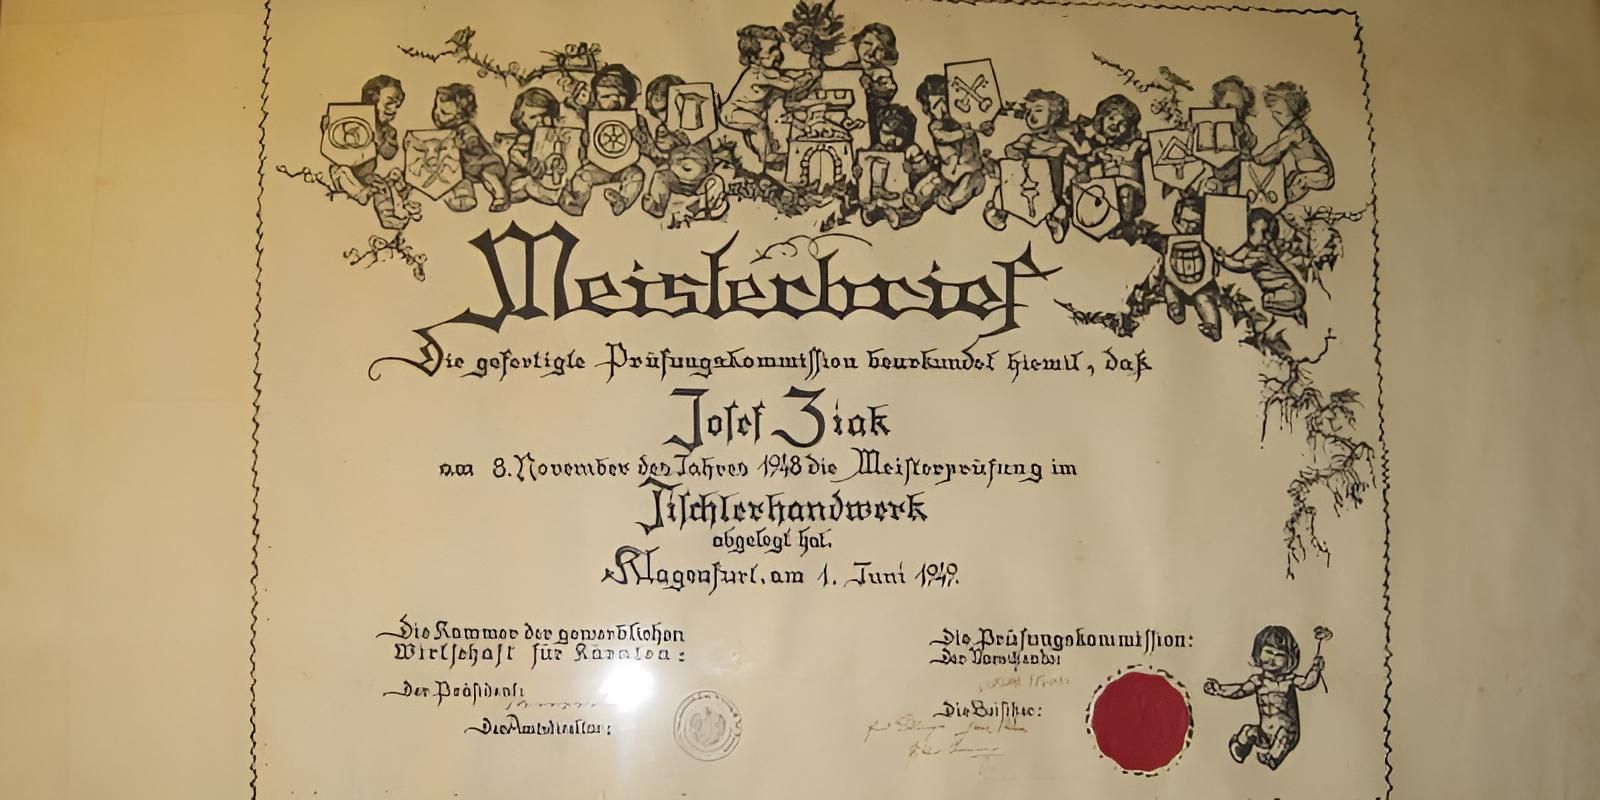 Meisterbrief
Die gefertigte Prüfungskommission beurkundet hiemit, daß
Josef Ziak
am 8. November des Jahres 1948 die Meisterprüfung im
Tischlerhandwerk
abgelegt hat.
Klagenfurt, am 1. Juni 1949.
Die Kammer der gewerblichen
Wirtschaft für Kärnten:
Der Präsident:
Der Amtsdirektor:
Die Prüfungskommission:
Der Vorsitzende:
Die Beisitzer: